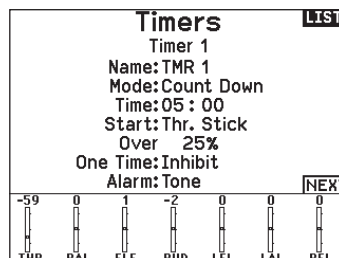 Timers LIST
Timer 1
Name: TMR 1
Mode: Count Down
Time: 05 : 00
Start: Thr. Stick
Over 25%
One Time: Inhibit
Alarm: Tone
NEX
-59 0 1 -2 0 0 0